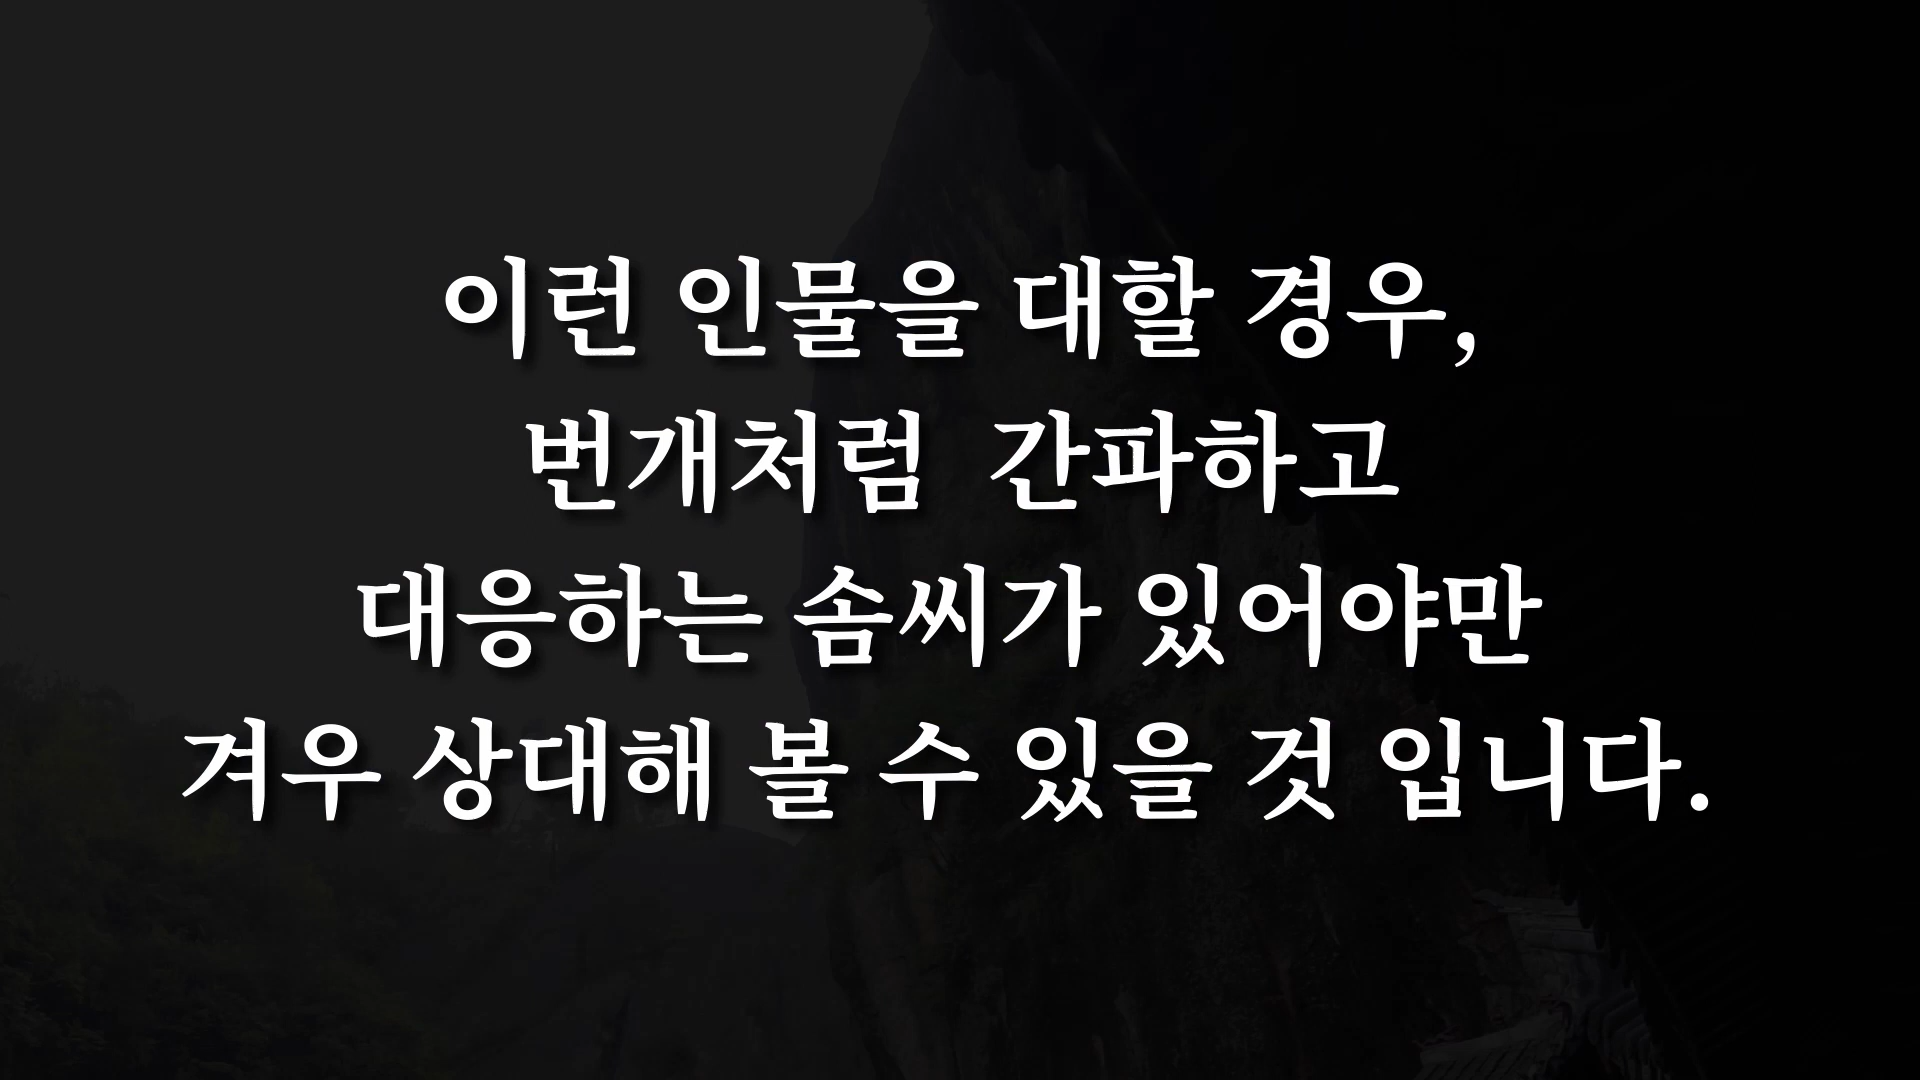 이런 인물을 대할 경우,
번개처럼  간파하고
대응하는 솜씨가 있어야만
겨우 상대해 볼 수 있을 것 입니다.